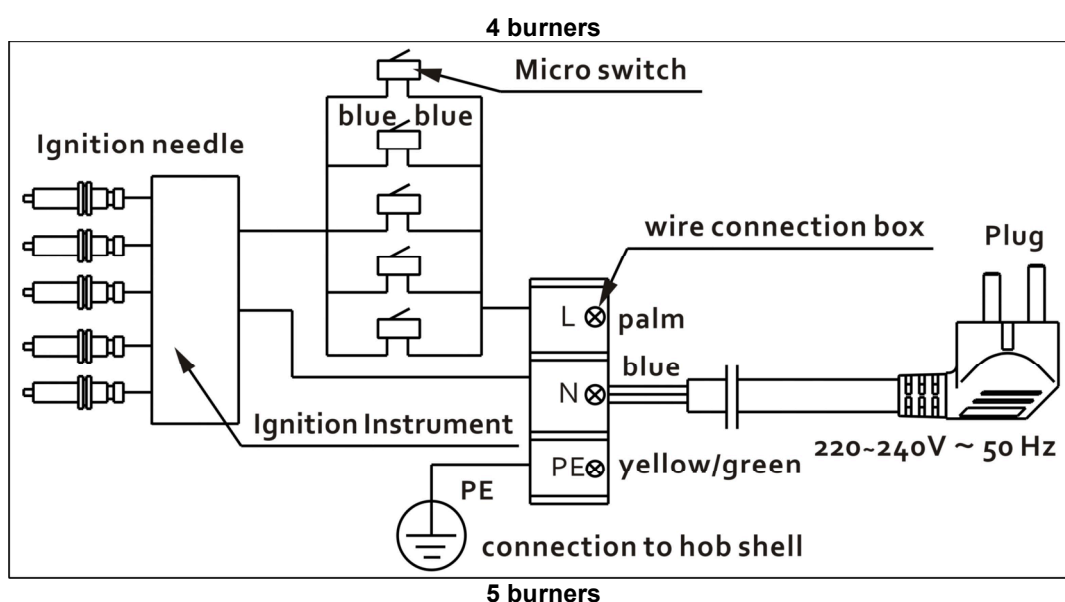 4 burners
Micro switch
blue blue
Ignition needle
wire connection box
Plug
L palm
blue
N
Ignition Instrument
220~240V ~ 50 Hz
PE yellow/green
PE
connection to hob shell
5 burners